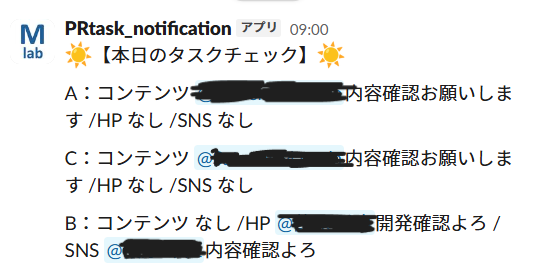 M
lab
PRtask_notification アプリ 09:00
【本日のタスクチェック】
A：コンテンツ 内容確認お願いしま
す /HP なし /SNS なし
C：コンテンツ @ 内容確認お願いしま
す /HP なし /SNS なし
B：コンテンツ なし /HP @ 開発確認よろ /
SNS @ 内容確認よろ